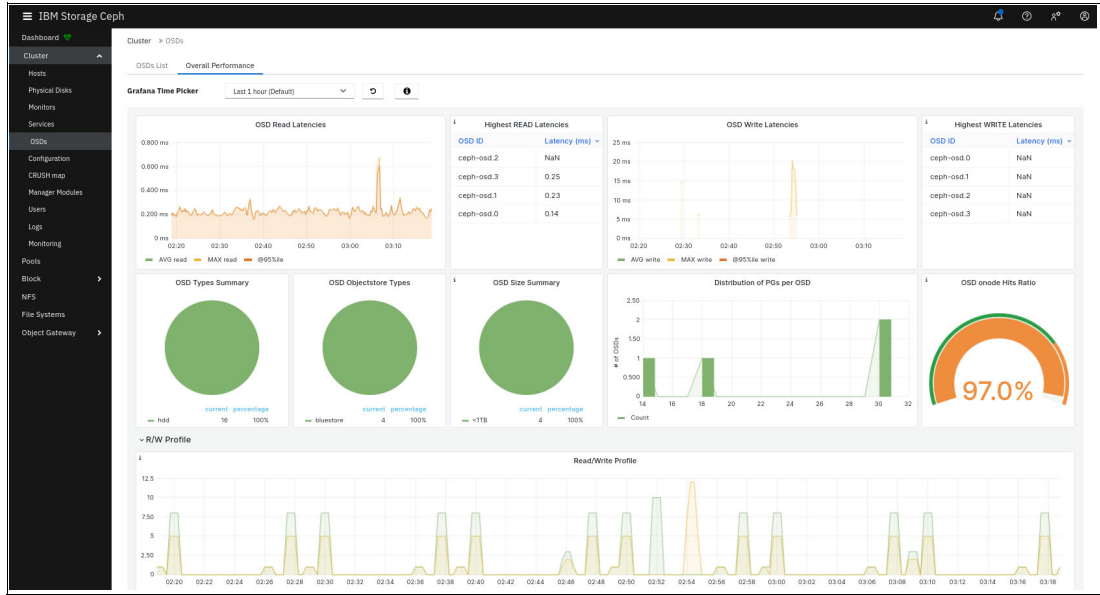 IBM Storage Ceph
Dashboard
Cluster
Hosts
Physical Disks
Monitors
Services
OSDs
Configuration
CRUSH map
Manager Modules
Users
Logs
Monitoring
Pools
Block
NFS
File Systems
Object Gateway
Cluster > OSDs
OSDs List Overall Performance
Grafana Time Picker Last 1 hour (Default)
OSD Read Latencies
0.800 ms
0.600 ms
0.400 ms
0.200 ms
0 ms
02:20 02:30 02:40 02:50 03:00 03:10
AVG read MAX read @95%ile
Highest READ Latencies
OSD ID Latency (ms)
ceph-osd.2 NaN
ceph-osd.3 0.25
ceph-osd.1 0.23
ceph-osd.0 0.14
OSD Write Latencies
25 ms
20 ms
15 ms
10 ms
5 ms
0 ms
02:20 02:30 02:40 02:50 03:00 03:10
AVG write MAX write @95%ile write
Highest WRITE Latencies
OSD ID Latency (ms)
ceph-osd.0 NaN
ceph-osd.1 NaN
ceph-osd.2 NaN
ceph-osd.3 NaN
OSD Types Summary
current percentage
hdd 16 100%
OSD Objectstore Types
current percentage
bluestore 4 100%
OSD Size Summary
current percentage
<1TB 4 100%
Distribution of PGs per OSD
# of OSDs
2.50
2
1.50
1
0.500
0
14 16 18 20 22 24 26 28 30 32
Count
OSD onode Hits Ratio
97.0%
R/W Profile
Read/Write Profile
12.5
10
7.50
5
2.50
0
02:20 02:22 02:24 02:26 02:28 02:30 02:32 02:34 02:36 02:38 02:40 02:42 02:44 02:46 02:48 02:50 02:52 02:54 02:56 02:58 03:00 03:02 03:04 03:06 03:08 03:10 03:12 03:14 03:16 03:18